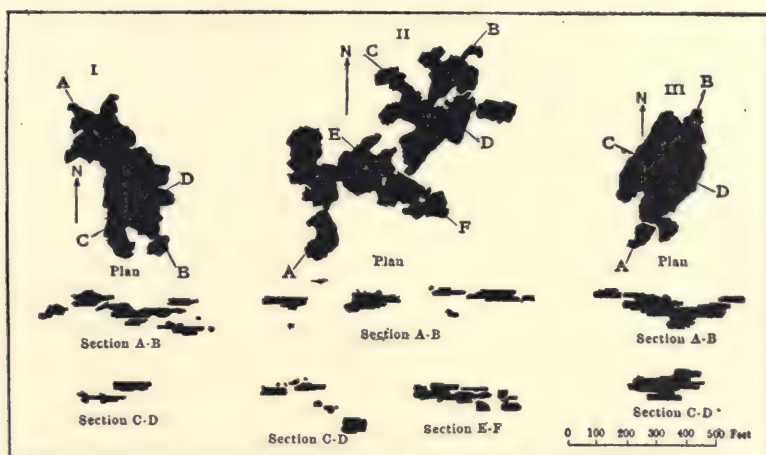 I
A
N
C
D
B
Plan
Section A-B
Section C-D
II
N
C
B
E
D
F
A
Plan
Section A-B
Section C-D
Section E-F
III
N
B
C
D
A
Plan
Section A-B
Section C-D
0 100 200 300 400 500 Feet